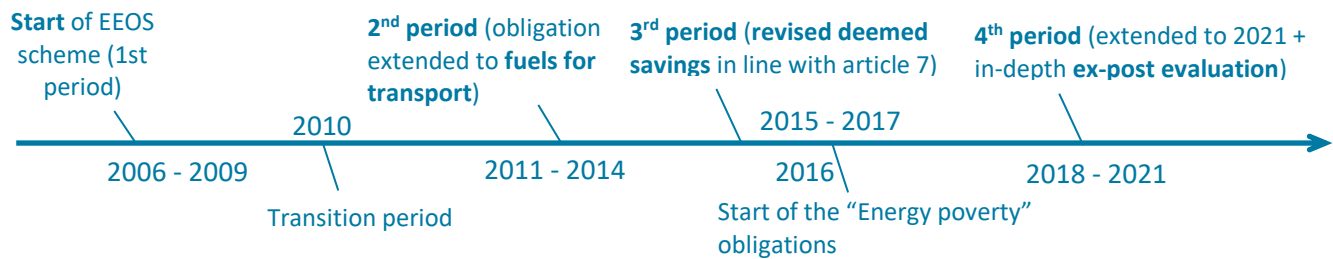 Start of EEOS
scheme (1st
period)
2nd period (obligation
extended to fuels for
transport)
3rd period (revised deemed
savings in line with article 7)
4th period (extended to 2021 +
in-depth ex-post evaluation)
2010
2015 - 2017
2006 - 2009
2011 - 2014
2016
2018 - 2021
Transition period
Start of the “Energy poverty”
obligations